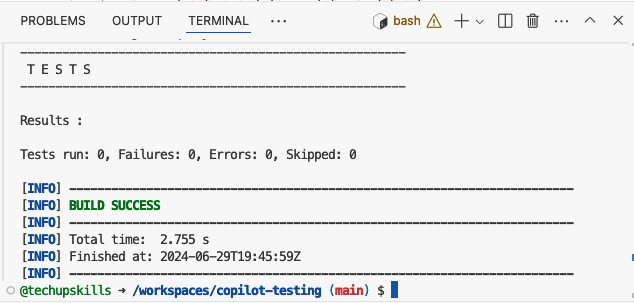 PROBLEMS OUTPUT TERMINAL ··· bash
-------------------------------------------------------
T E S T S
-------------------------------------------------------
Results :
Tests run: 0, Failures: 0, Errors: 0, Skipped: 0
[INFO] ------------------------------------------------------------------------
[INFO] BUILD SUCCESS
[INFO] ------------------------------------------------------------------------
[INFO] Total time:  2.755 s
[INFO] Finished at: 2024-06-29T19:45:59Z
[INFO] ------------------------------------------------------------------------
@techupskills → /workspaces/copilot-testing (main) $